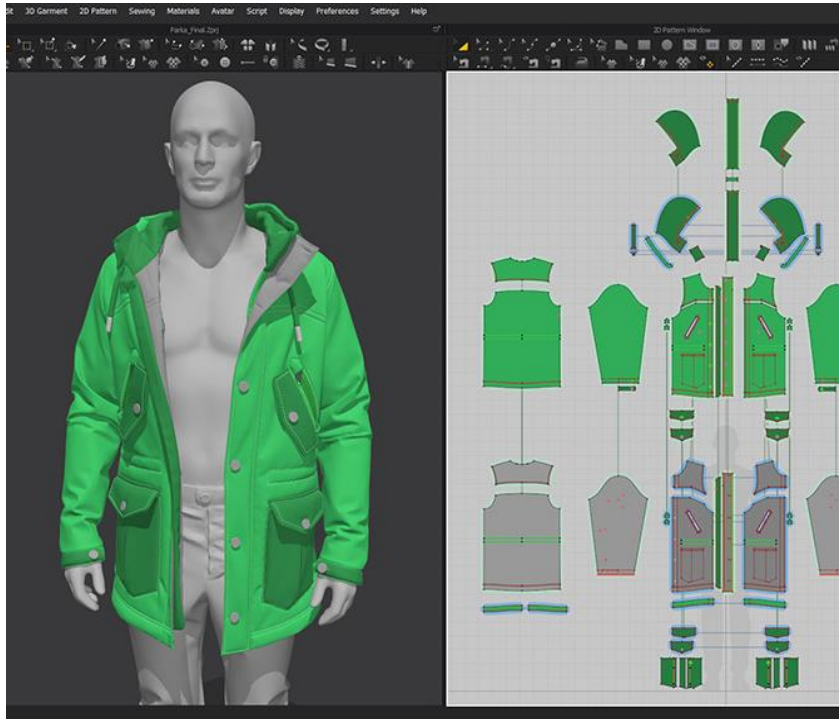 3D Garment 2D Pattern Sewing Materials Avatar Script Display Preferences Settings Help
Parka_Final.Zprj
2D Pattern Window